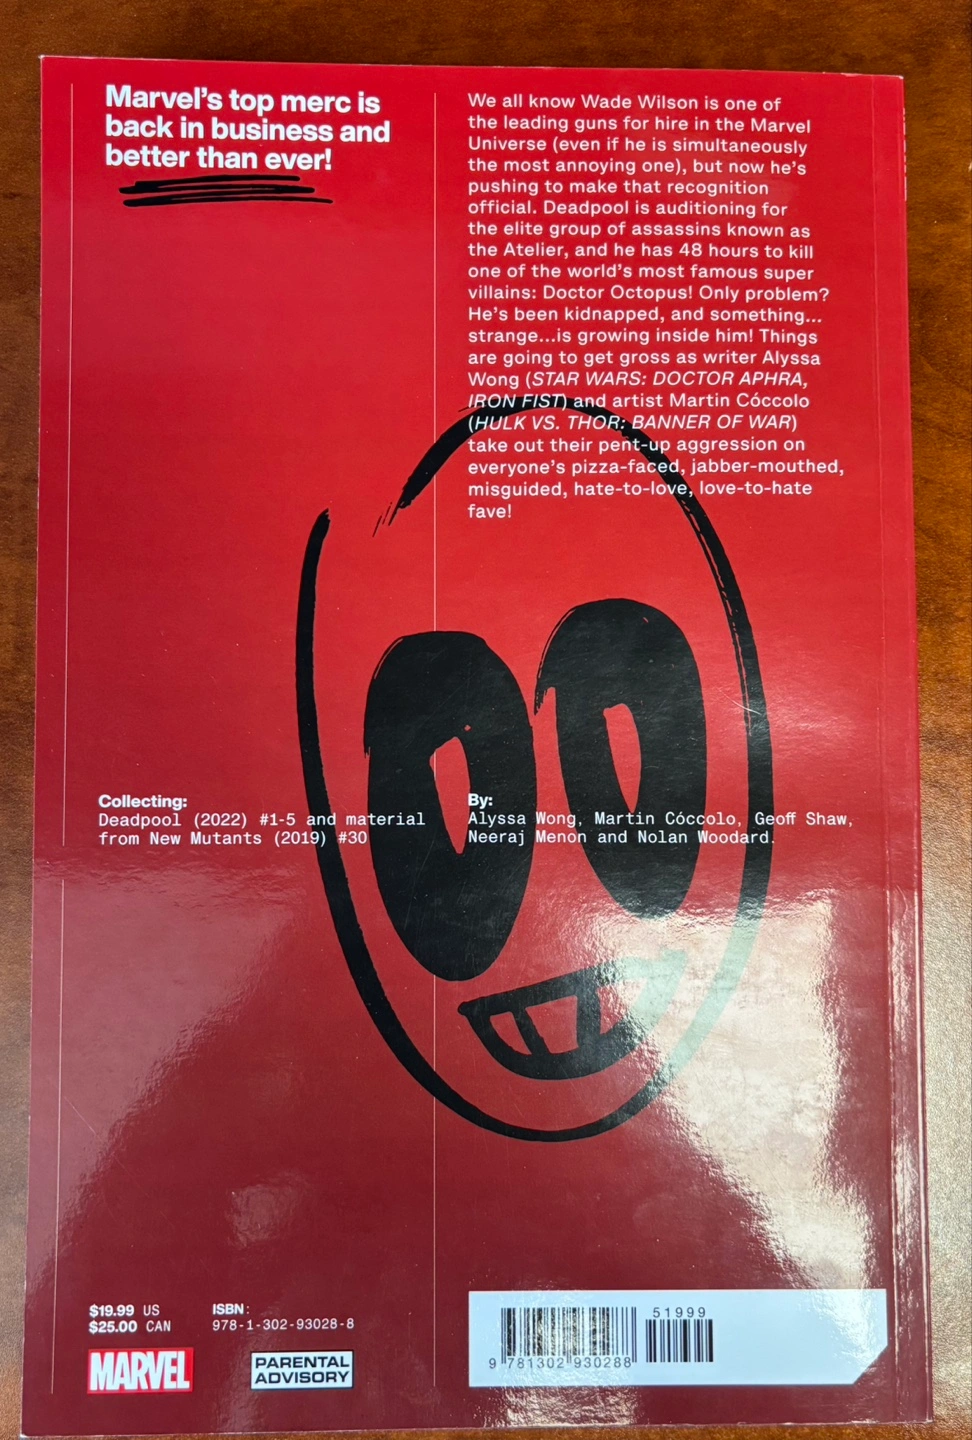 Marvel's top merc is
back in business and
better than ever!
We all know Wade Wilson is one of
the leading guns for hire in the Marvel
Universe (even if he is simultaneously
the most annoying one), but now he's
pushing to make that recognition
official. Deadpool is auditioning for
the elite group of assassins known as
the Atelier, and he has 48 hours to kill
one of the world's most famous super
villains: Doctor Octopus! Only problem?
He's been kidnapped, and something...
strange...is growing inside him! Things
are going to get gross as writer Alyssa
Wong (STAR WARS: DOCTOR APHRA,
IRON FIST) and artist Martin Cóccolo
(HULK VS. THOR: BANNER OF WAR)
take out their pent-up aggression on
everyone's pizza-faced, jabber-mouthed,
misguided, hate-to-love, love-to-hate
fave!
Collecting:
Deadpool (2022) #1-5 and material
from New Mutants (2019) #30
By:
Alyssa Wong, Martin Cóccolo, Geoff Shaw,
Neeraj Menon and Nolan Woodard.
$19.99 US
$25.00 CAN
ISBN:
978-1-302-93028-8
MARVEL
PARENTAL
ADVISORY
51999
9 781302 930288